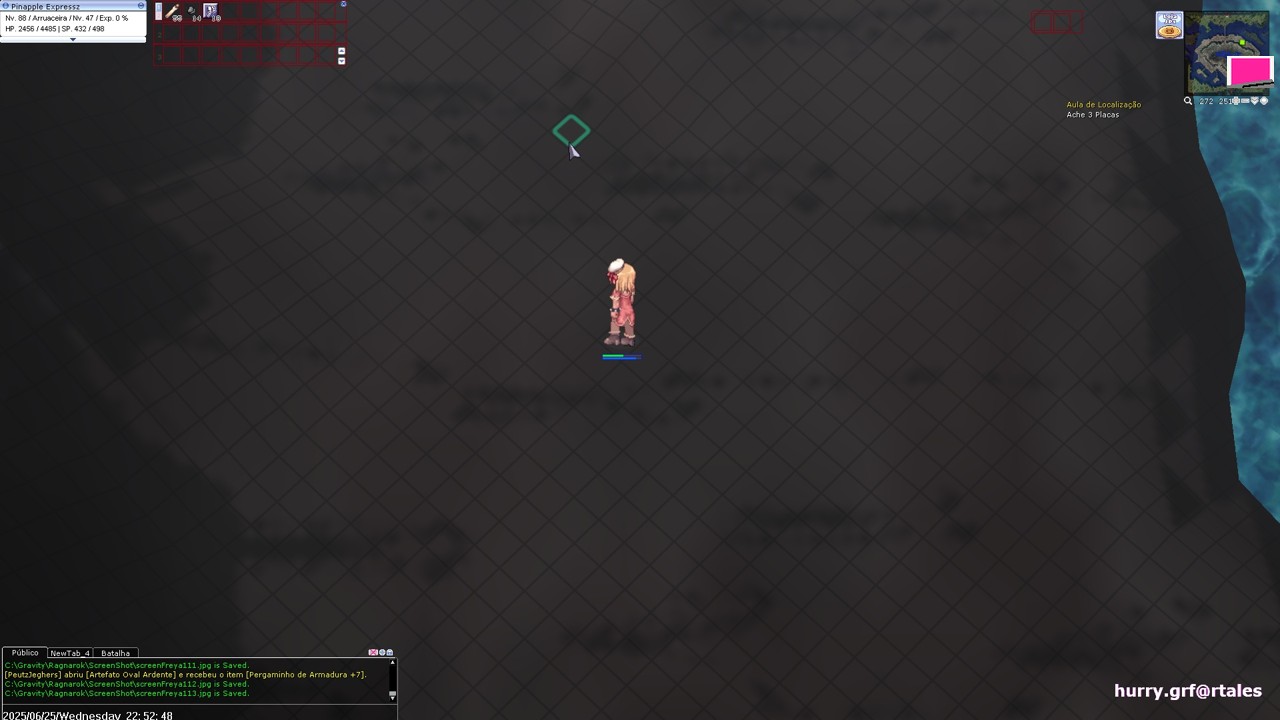 Pinapple Expressz
Nv. 88 / Arruaceira / Nv. 47 / Exp. 0 %
HP. 2456 / 4485 | SP. 432 / 498
272 251
Aula de Localização
Ache 3 Placas
Público NewTab_4 Batalha
C:\Gravity\Ragnarok\ScreenShot\screenFreya111.jpg is Saved.
[PeutzJeghers] abriu [Artefato Oval Ardente] e recebeu o item [Pergaminho de Armadura +7].
C:\Gravity\Ragnarok\ScreenShot\screenFreya112.jpg is Saved.
C:\Gravity\Ragnarok\ScreenShot\screenFreya113.jpg is Saved.
2025/06/25/Wednesday 22: 52: 48
hurry.grf@rtales